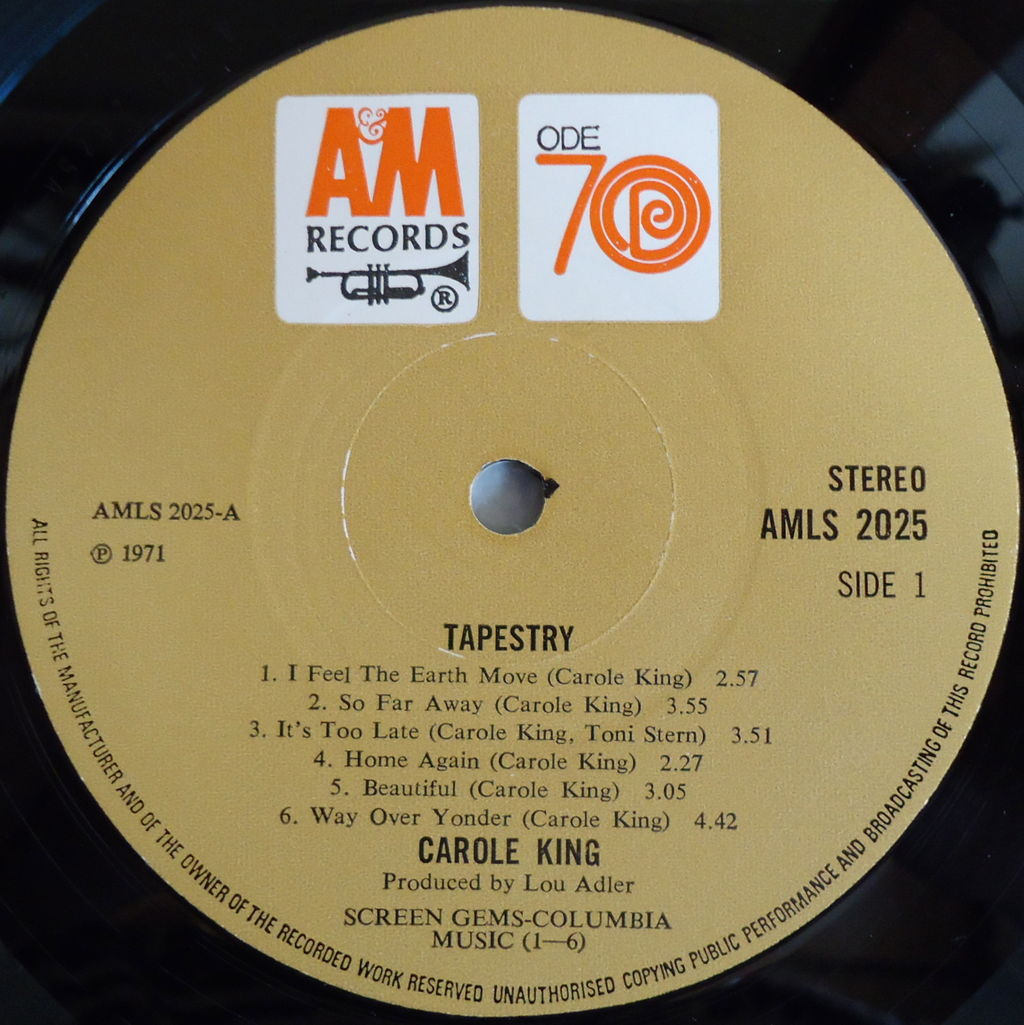 A&M
RECORDS
®
ODE
70
STEREO
AMLS 2025
SIDE 1
AMLS 2025-A
℗ 1971
TAPESTRY
1. I Feel The Earth Move (Carole King) 2.57
2. So Far Away (Carole King) 3.55
3. It's Too Late (Carole King, Toni Stern) 3.51
4. Home Again (Carole King) 2.27
5. Beautiful (Carole King) 3.05
6. Way Over Yonder (Carole King) 4.42
CAROLE KING
Produced by Lou Adler
SCREEN GEMS-COLUMBIA
MUSIC (1—6)
ALL RIGHTS OF THE MANUFACTURER AND OF THE OWNER OF THE RECORDED WORK RESERVED UNAUTHORISED COPYING PUBLIC PERFORMANCE AND BROADCASTING OF THIS RECORD PROHIBITED